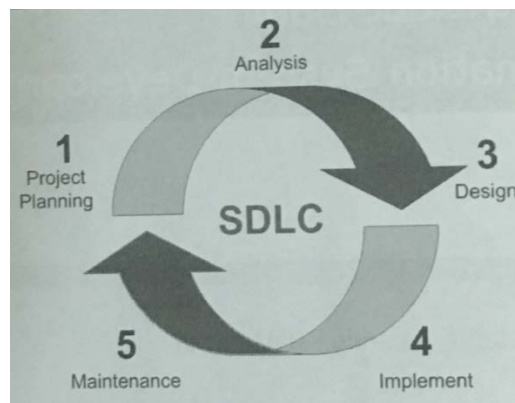 2
Analysis
1
Project
Planning
3
Design
SDLC
5
Maintenance
4
Implement